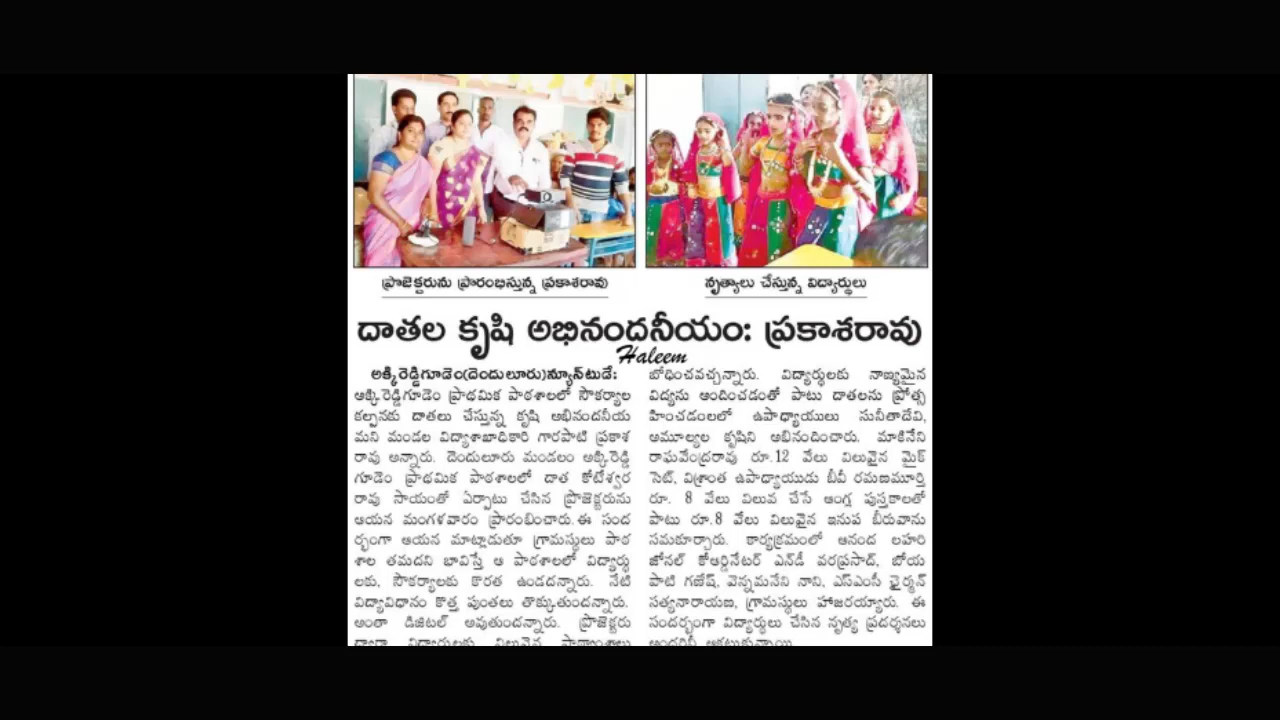 ప్రొజెక్టరును ప్రారంభిస్తున్న ప్రకాశరావు
నృత్యాలు చేస్తున్న విద్యార్థులు
దాతల కృషి అభినందనీయం: ప్రకాశరావు
Haleem
అక్కిరెడ్డిగూడెం(దెందులూరు)న్యూస్‌టుడే:
అక్కిరెడ్డిగూడెం ప్రాథమిక పాఠశాలలో సౌకర్యాల
కల్పనకు దాతలు చేస్తున్న కృషి అభినందనీయ
మని మండల విద్యాశాఖాధికారి గారపాటి ప్రకాశ
రావు అన్నారు. దెందులూరు మండలం అక్కిరెడ్డి
గూడెం ప్రాథమిక పాఠశాలలో దాత కోటేశ్వర
రావు సాయంతో ఏర్పాటు చేసిన ప్రొజెక్టరును
ఆయన మంగళవారం ప్రారంభించారు. ఈ సంద
ర్భంగా ఆయన మాట్లాడుతూ గ్రామస్థులు పాఠ
శాల తమదని భావిస్తే ఆ పాఠశాలలో విద్యార్థు
లకు, సౌకర్యాలకు కొరత ఉండదన్నారు. నేటి
విద్యావిధానం కొత్త పుంతలు తొక్కుతుందన్నారు.
అంతా డిజిటల్ అవుతుందన్నారు. ప్రొజెక్టరు
ద్వారా విద్యార్థులకు విలువైన పాఠ్యాంశాలు
బోధించవచ్చన్నారు. విద్యార్థులకు నాణ్యమైన
విద్యను అందించడంతో పాటు దాతలను ప్రోత్స
హించడంలలో ఉపాధ్యాయులు సునీతాదేవి,
అమూల్యల కృషిని అభినందించారు. మాకినేని
రాఘవేంద్రరావు రూ.12 వేలు విలువైన మైక్
సెట్, విశ్రాంత ఉపాధ్యాయుడు బీవీ రమణమూర్తి
రూ. 8 వేలు విలువ చేసే ఆంగ్ల పుస్తకాలతో
పాటు రూ.8 వేలు విలువైన ఇనుప బీరువాను
సమకూర్చారు. కార్యక్రమంలో ఆనంద లహరి
జోనల్ కోఆర్డినేటర్ ఎన్‌డీ వరప్రసాద్, బోయ
పాటి గణేష్, వెన్నమనేని నాని, ఎస్ఎంసీ ఛైర్మన్
సత్యనారాయణ, గ్రామస్థులు హాజరయ్యారు. ఈ
సందర్భంగా విద్యార్థులు చేసిన నృత్య ప్రదర్శనలు
అందరినీ ఆకట్టుకున్నాయి.